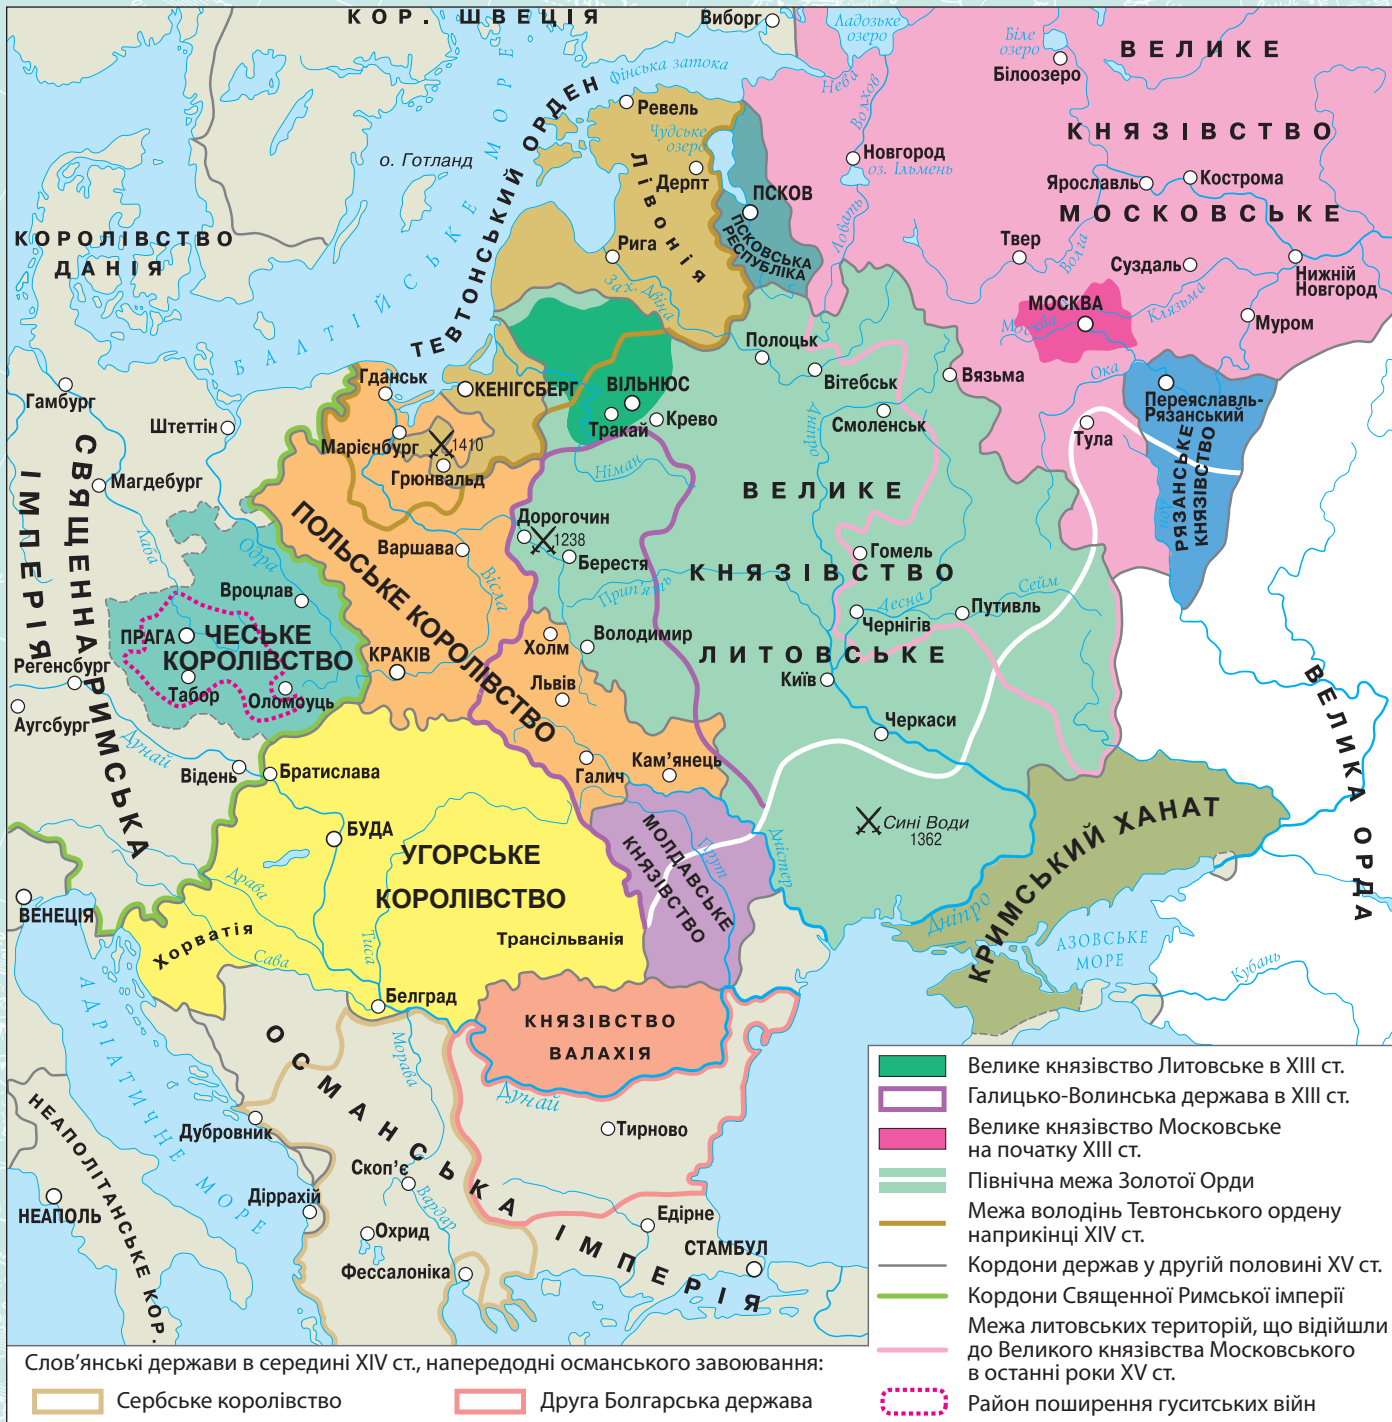 КОР. ШВЕЦІЯ
Виборг
Ладозьке
озеро
Біле
озеро
Білоозеро
ВЕЛИКЕ
КНЯЗІВСТВО
МОСКОВСЬКЕ
Фінська затока
Нева
Волхов
Ревель
Чудське
озеро
Дерпт
ЛІВОНІЯ
Новгород
оз. Ільмень
ПСКОВ
ПСКОВСЬКА
РЕСПУБЛІКА
Ловать
Ярославль
Кострома
Твер
Волга
Суздаль
Нижній
Новгород
МОСКВА
Москва
Клязьма
Муром
о. Готланд
ТЕВТОНСЬКИЙ ОРДЕН
БАЛТІЙСЬКЕ МОРЕ
КОРОЛІВСТВО
ДАНІЯ
Рига
Зах. Двіна
Полоцьк
Вітебськ
Вязьма
Ока
Переяславль-
Рязанський
РЯЗАНСЬКЕ
КНЯЗІВСТВО
Дон
Тула
Гамбург
Штеттін
Гданськ
КЕНІГСБЕРГ
ВІЛЬНЮС
Тракай
Крево
Смоленськ
Дніпро
Марієнбург
1410
Грюнвальд
Німан
СВЯЩЕННА РИМСЬКА
ІМПЕРІЯ
Магдебург
Лаба
Одра
ПОЛЬСЬКЕ КОРОЛІВСТВО
Варшава
Вісла
Дорогочин
1238
Берестя
Прип'ять
ВЕЛИКЕ
КНЯЗІВСТВО
ЛИТОВСЬКЕ
Гомель
Сейм
Десна
Чернігів
Путивль
Вроцлав
ПРАГА
ЧЕСЬКЕ
КОРОЛІВСТВО
Табор
Оломоуць
КРАКІВ
Холм
Володимир
Львів
Київ
Черкаси
Регенсбург
Аугсбург
Дунай
Відень
Братислава
Галич
Кам’янець
ВЕЛИКА ОРДА
БУДА
УГОРСЬКЕ
КОРОЛІВСТВО
МОЛДАВСЬКЕ
КНЯЗІВСТВО
Прут
Дністер
Сині Води
1362
КРИМСЬКИЙ ХАНАТ
Дніпро
АЗОВСЬКЕ
МОРЕ
Кубань
ВЕНЕЦІЯ
Драва
Хорватія
Сава
Тиса
Трансільванія
Белград
КНЯЗІВСТВО
ВАЛАХІЯ
Морава
Дунай
АДРІАТИЧНЕ МОРЕ
ОСМАНСЬКА ІМПЕРІЯ
НЕАПОЛІТАНСЬКЕ КОР.
НЕАПОЛЬ
Дубровник
Скоп’є
Вардар
Діррахій
Охрид
Фессалоніка
Тирново
Едірне
СТАМБУЛ
Велике князівство Литовське в XIII ст.
Галицько-Волинська держава в XIII ст.
Велике князівство Московське
на початку XIII ст.
Північна межа Золотої Орди
Межа володінь Тевтонського ордену
наприкінці XIV ст.
Кордони держав у другій половині XV ст.
Кордони Священної Римської імперії
Межа литовських територій, що відійшли
до Великого князівства Московського
в останні роки XV ст.
Район поширення гуситських війн
Слов’янські держави в середині XIV ст., напередодні османського завоювання:
Сербське королівство
Друга Болгарська держава